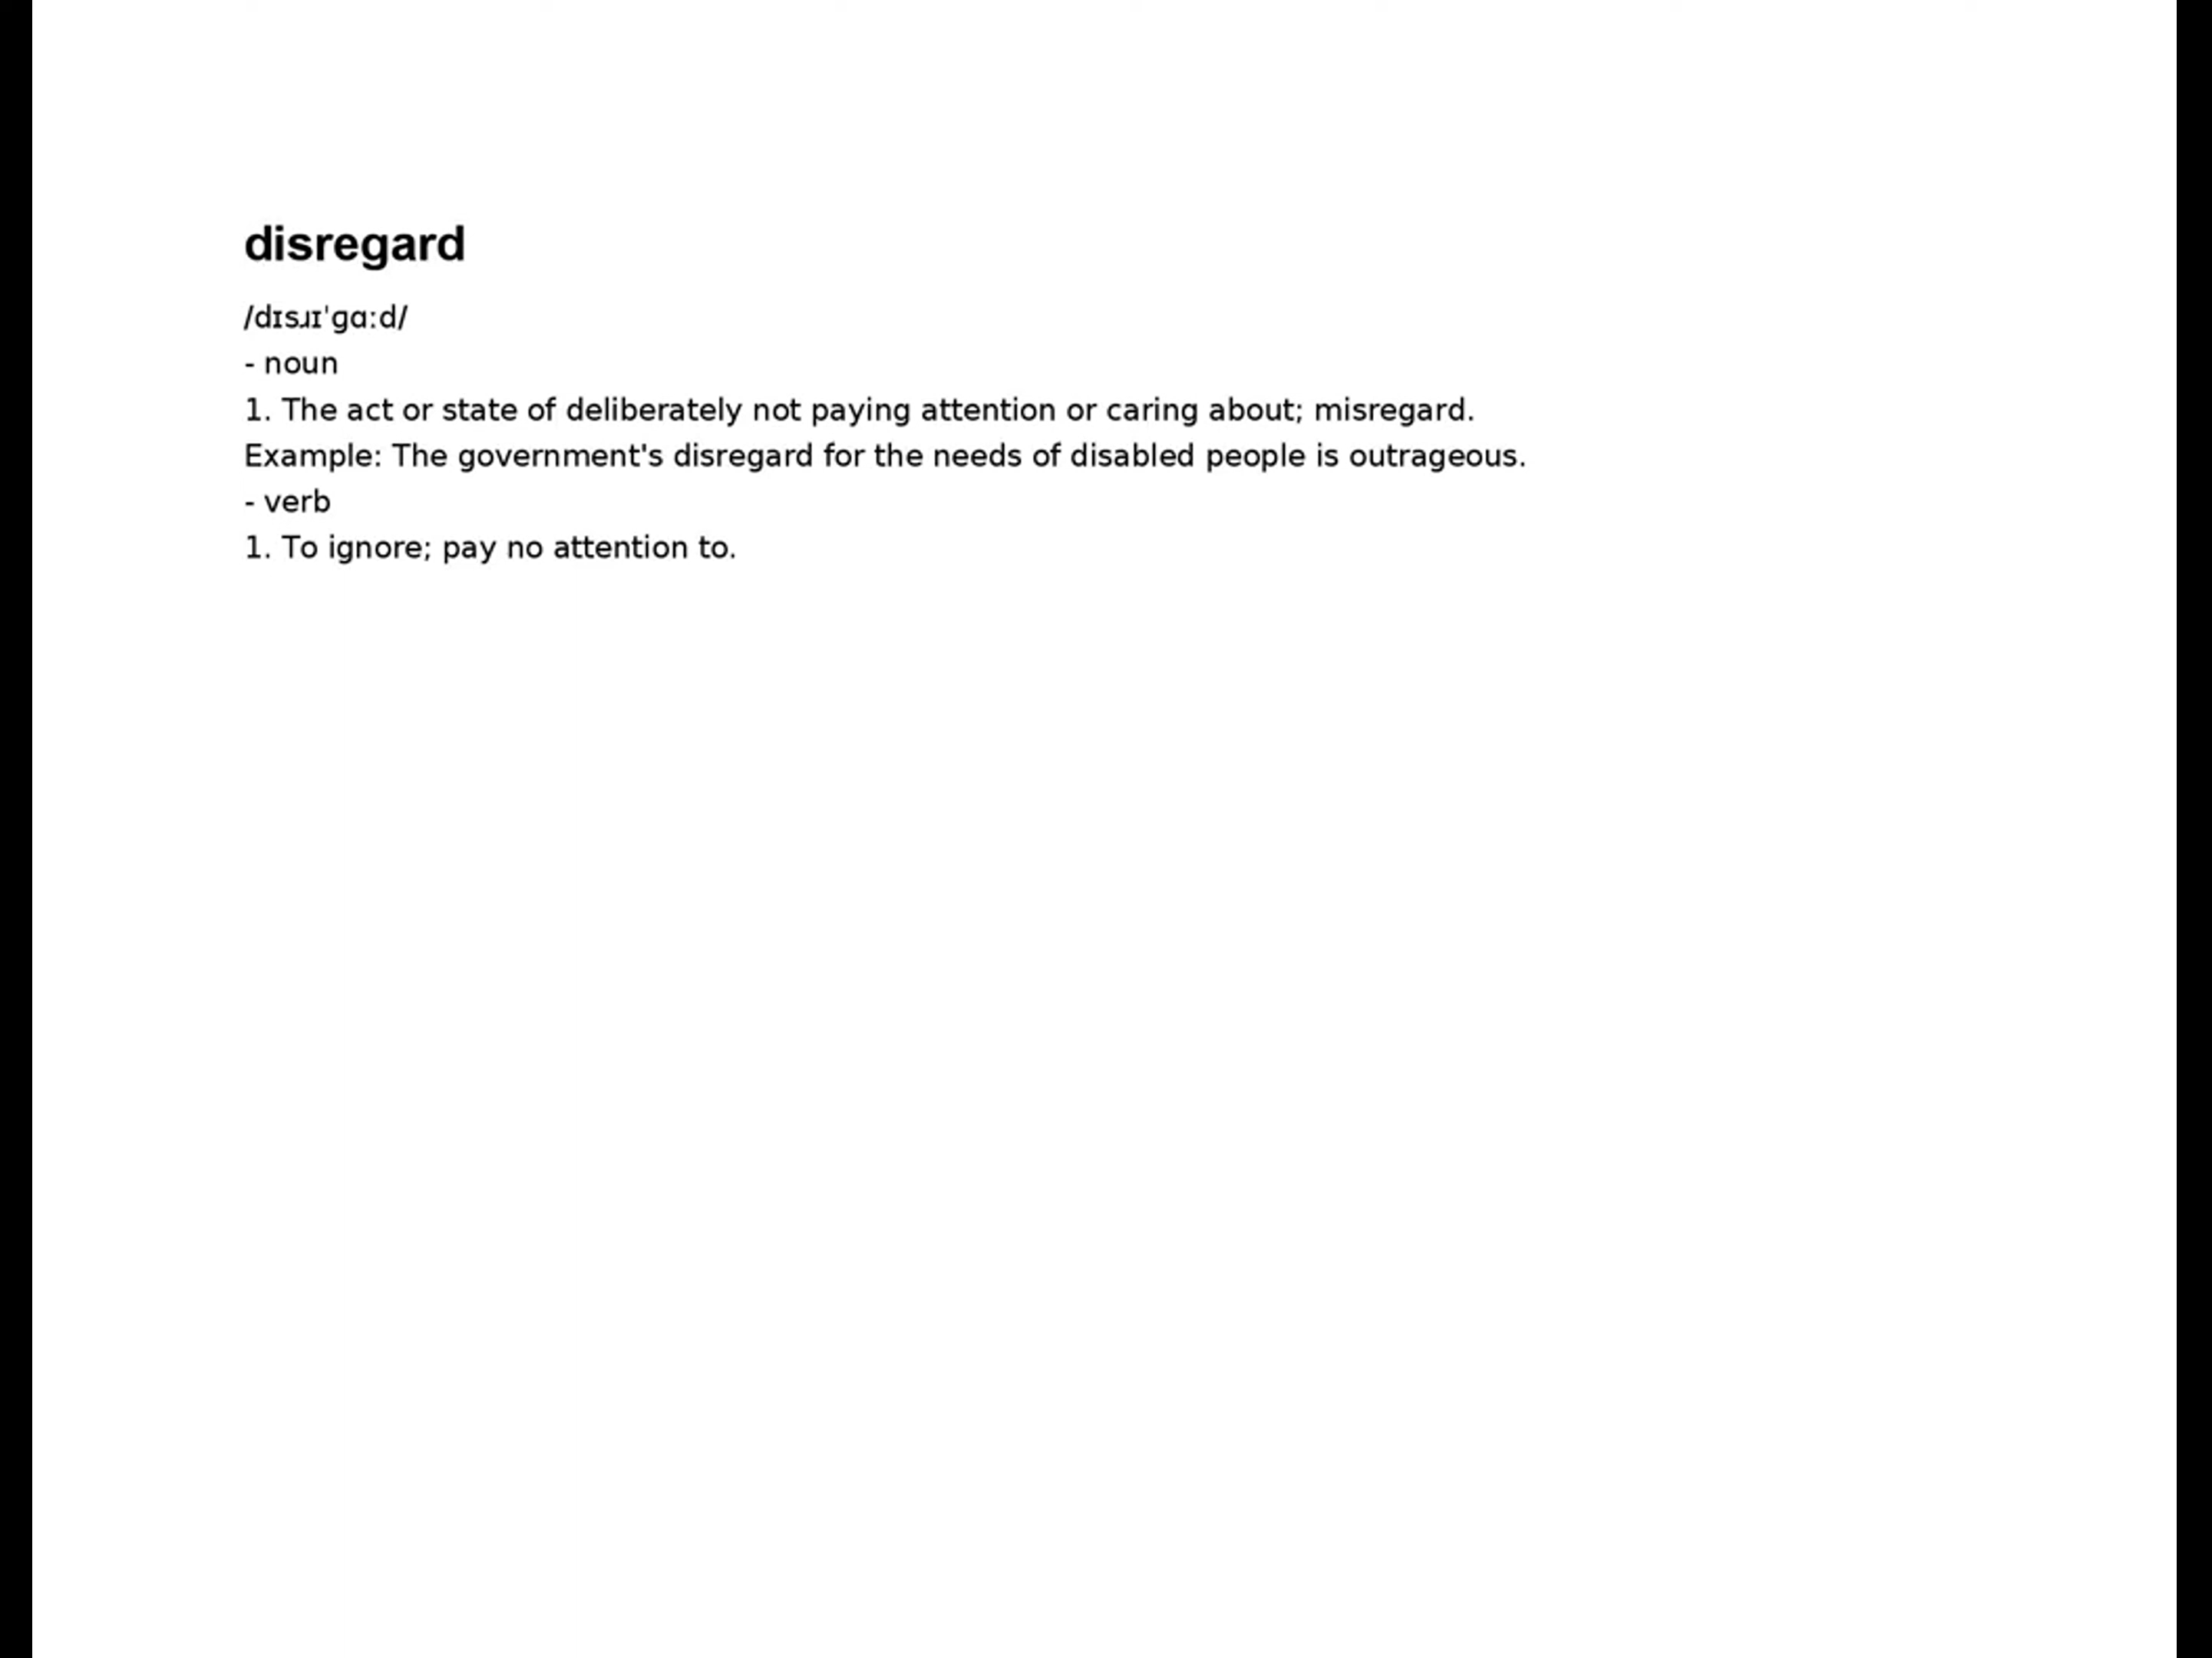 disregard
/dɪsɹɪˈɡɑːd/
- noun
1. The act or state of deliberately not paying attention or caring about; misregard.
Example: The government's disregard for the needs of disabled people is outrageous.
- verb
1. To ignore; pay no attention to.